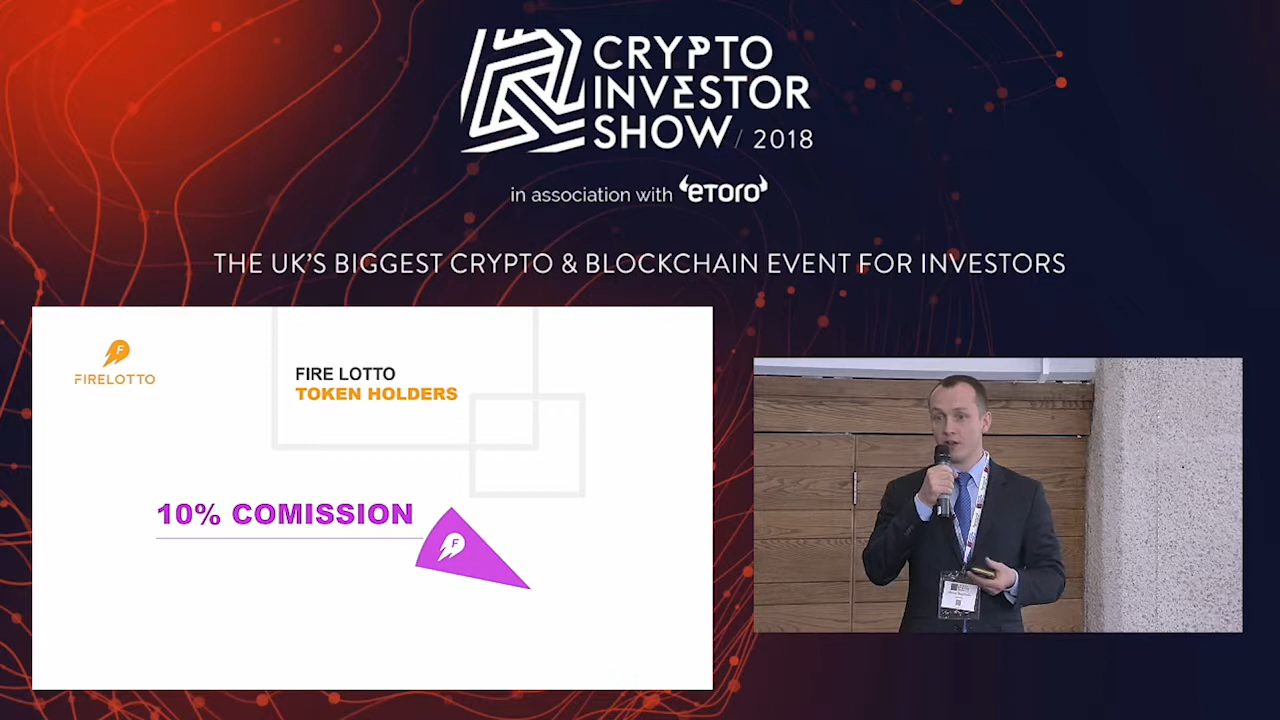 CRYPTO
INVESTOR
SHOW / 2018
in association with eTORO
THE UK'S BIGGEST CRYPTO & BLOCKCHAIN EVENT FOR INVESTORS
F
FIRELOTTO
FIRE LOTTO
TOKEN HOLDERS
10% COMISSION
F